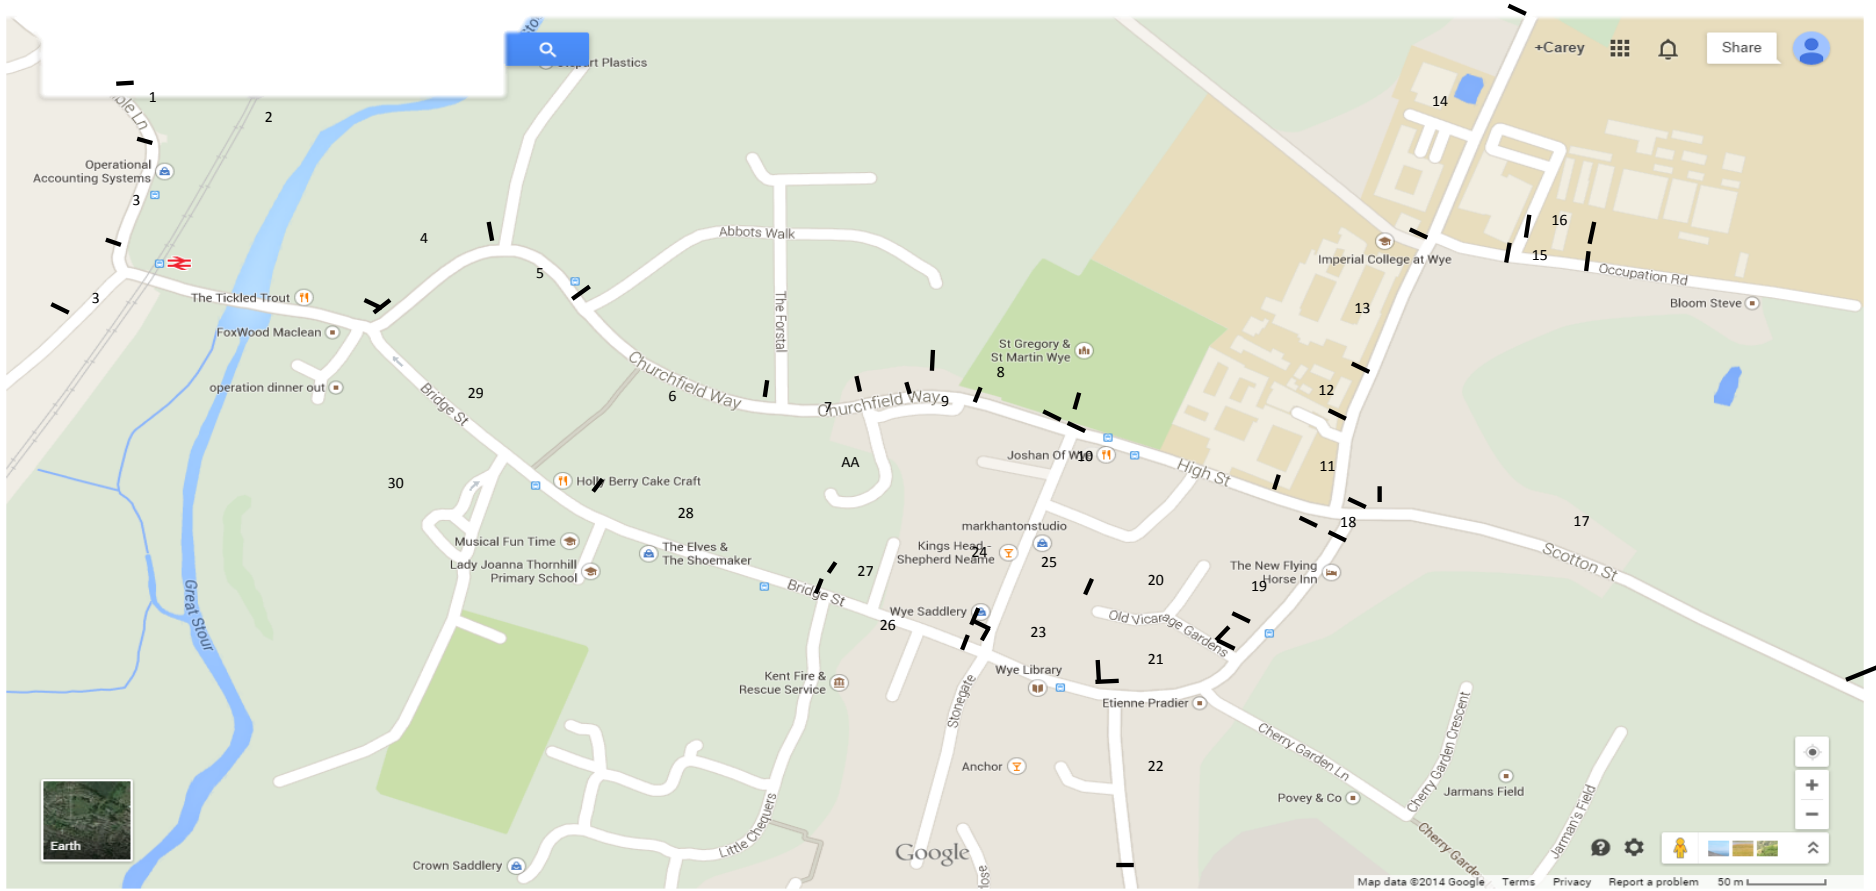 Stour
+Carey
Share
Stewart Plastics
1
2
14
ble Ln
Operational
Accounting Systems
3
4
Abbots Walk
16
15
Imperial College at Wye
Occupation Rd
5
3
The Tickled Trout
Bloom Steve
13
FoxWood Maclean
The Forstal
St Gregory &
St Martin Wye
8
operation dinner out
Bridge St
29
Churchfield Way
6
7
Churchfield Way
9
12
AA
Joshan Of Wye
10
High St
11
30
Holly Berry Cake Craft
28
markhantonstudio
18
17
Musical Fun Time
The Elves &
The Shoemaker
Kings Head -
Shepherd Neame
24
25
Scotton St
Lady Joanna Thornhill
Primary School
27
20
The New Flying
Horse Inn
19
Bridge St
Great Stour
Wye Saddlery
Old Vicarage Gardens
26
23
21
Kent Fire &
Rescue Service
Wye Library
Stonegate
Etienne Pradier
Cherry Garden Ln
Cherry Garden Crescent
Anchor
22
Povey & Co
Jarmans Field
Jarman's Field
Little Chequers
Cherry Garde
Earth
Google
Crown Saddlery
Map data ©2014 Google
Terms
Privacy
Report a problem
50 m